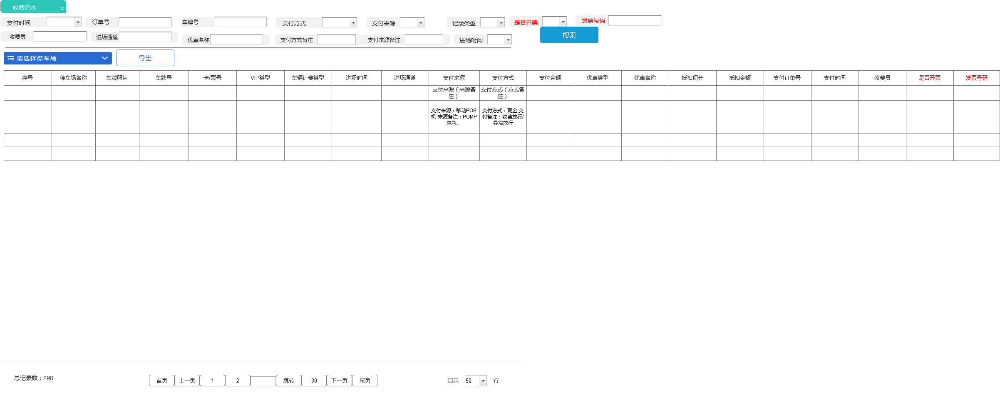 收费流水
支付时间 订单号 车牌号 支付方式 支付来源 记录类型 是否开票 发票号码
收费员 进场通道 优惠名称 支付方式备注 支付来源备注 进场时间 搜索
请选择停车场 导出
序号 停车场名称 车牌照片 车牌号 卡/票号 VIP类型 车辆计费类型 进场时间 进场通道 支付来源 支付方式 支付金额 优惠类型 优惠名称 抵扣积分 抵扣金额 支付订单号 支付时间 收费员 是否开票 发票号码
支付来源（来源备 支付方式（方式备
注） 注）
支付来源：移动POS 支付方式：现金 支
机 来源备注：POMP 付备注：收费放行/
应急， 异常放行
总记录数：298 首页 上一页 1 2 跳转 30 下一页 尾页 显示 50 行